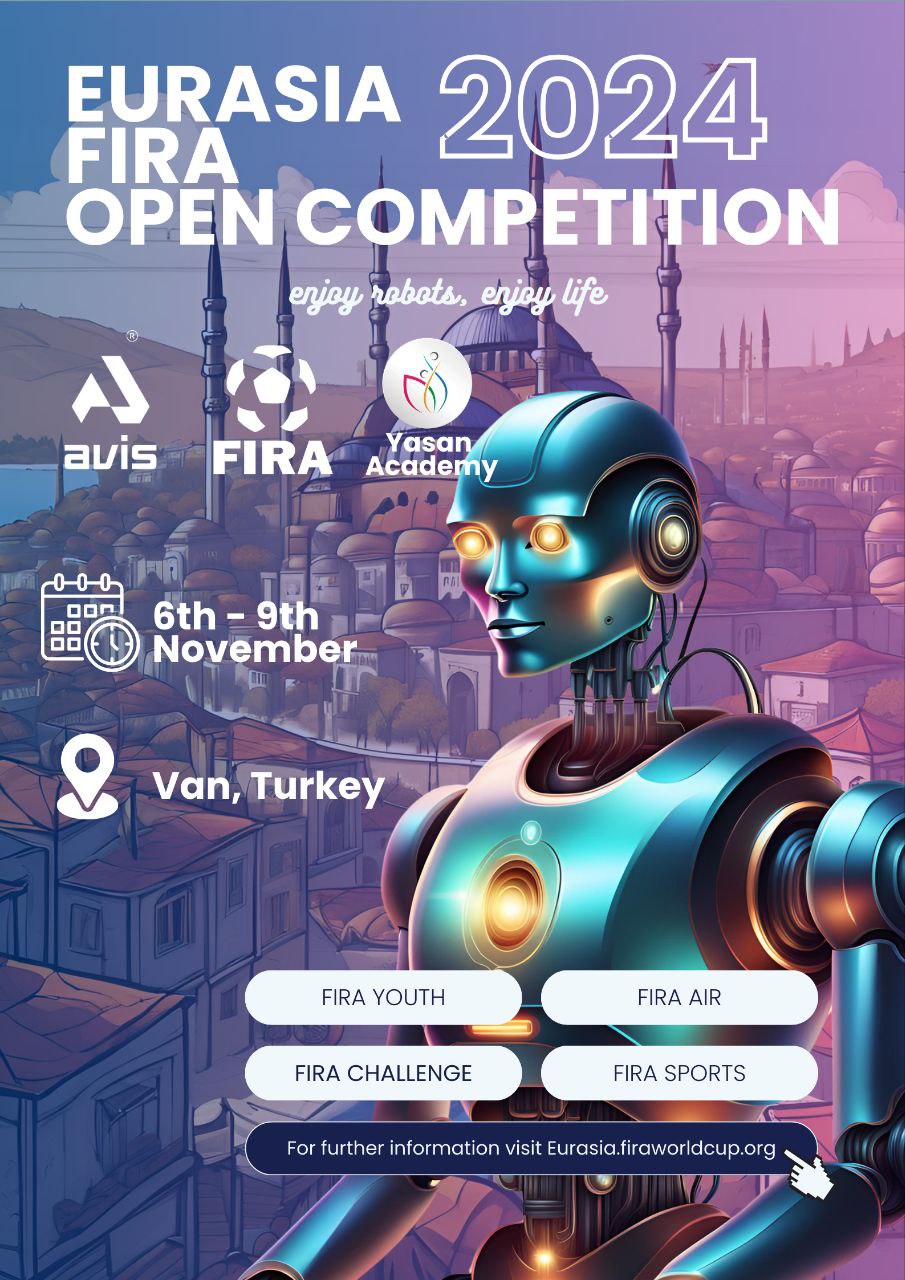 EURASIA 2024
FIRA
OPEN COMPETITION
enjoy robots, enjoy life
®
avis
FIRA
Yasan
Academy
6th - 9th
November
Van, Turkey
FIRA YOUTH
FIRA AIR
FIRA CHALLENGE
FIRA SPORTS
For further information visit Eurasia.firaworldcup.org